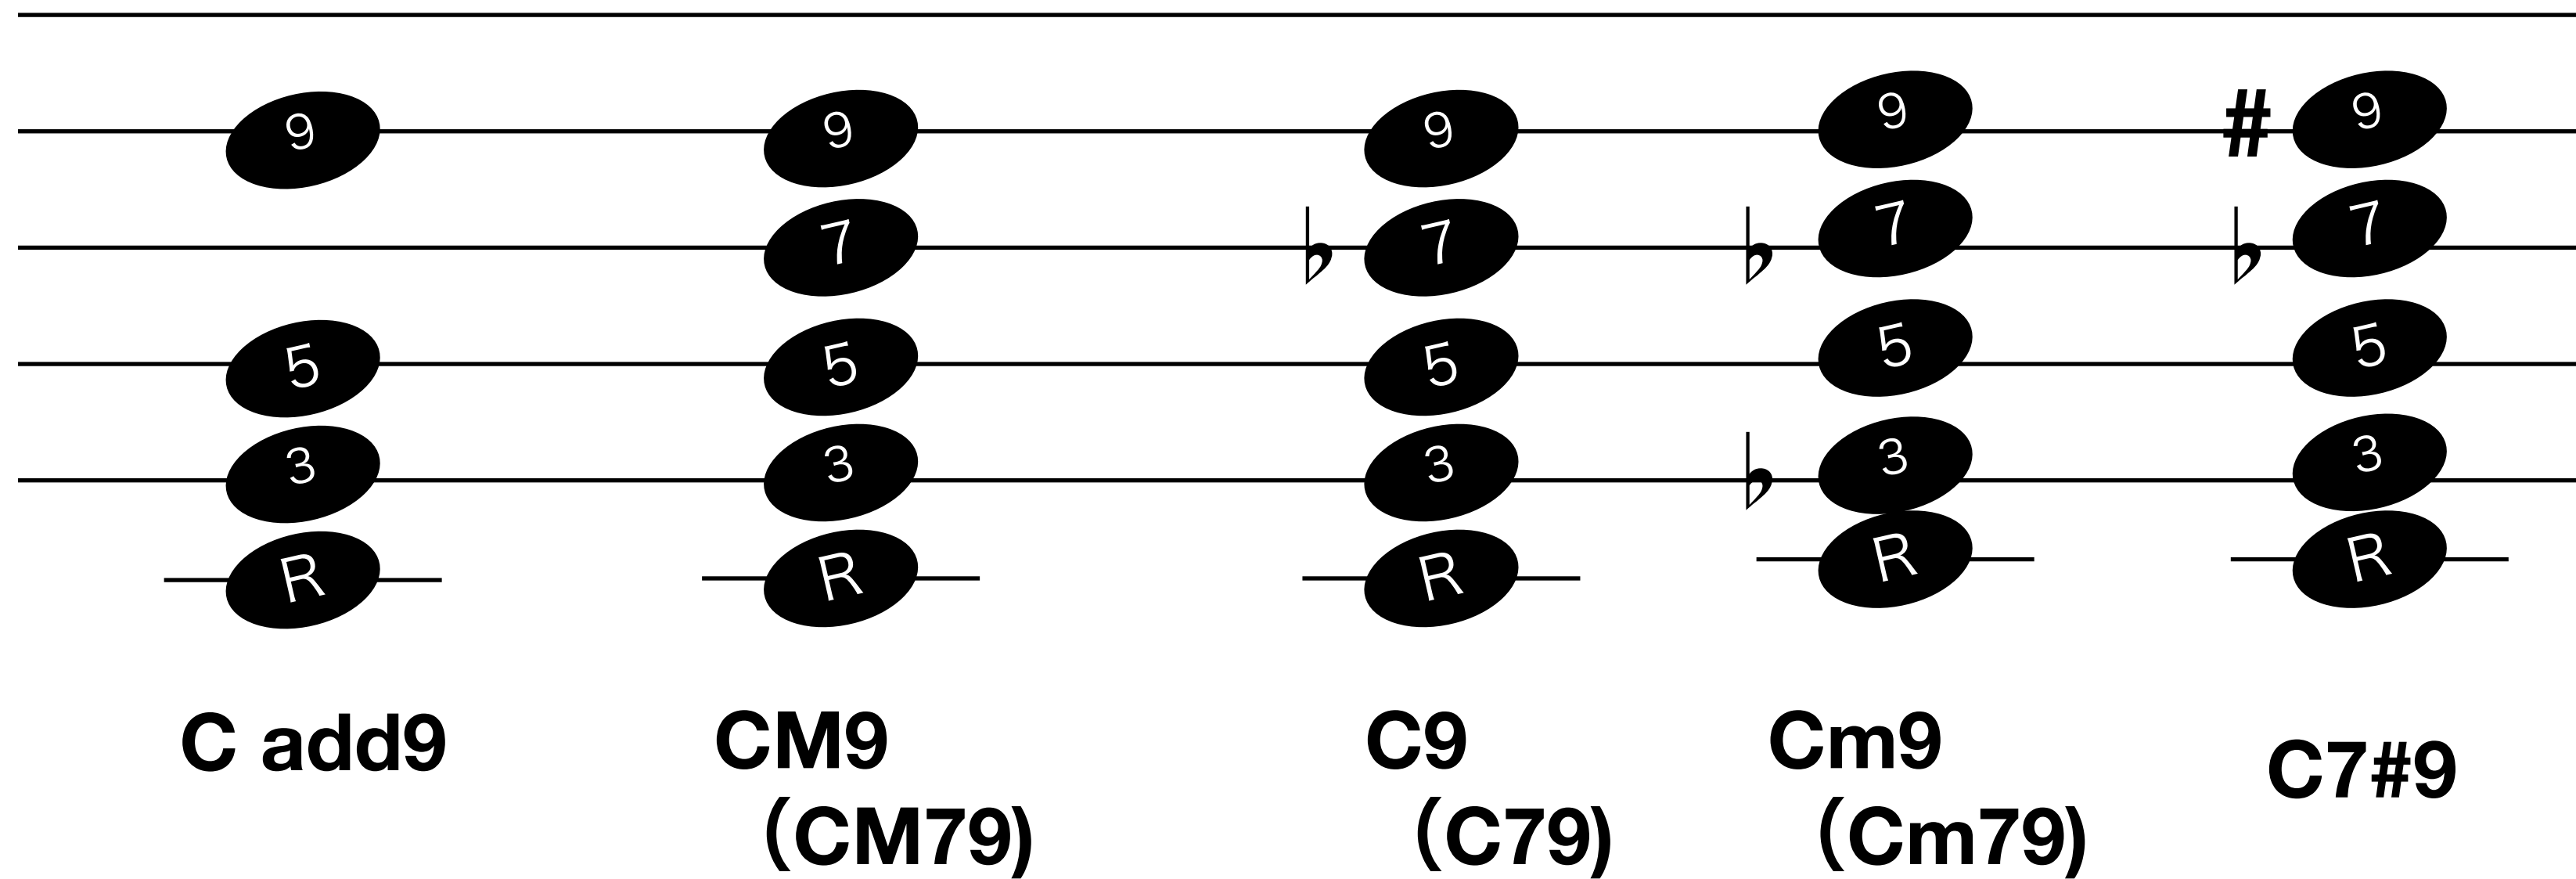 9 9 9 9 # 9
7 ♭ 7 ♭ 7 ♭ 7
5 5 5 5 5
3 3 3 ♭ 3 3
R R R R R
C add9 CM9 C9 Cm9 C7#9
(CM79) (C79) (Cm79)